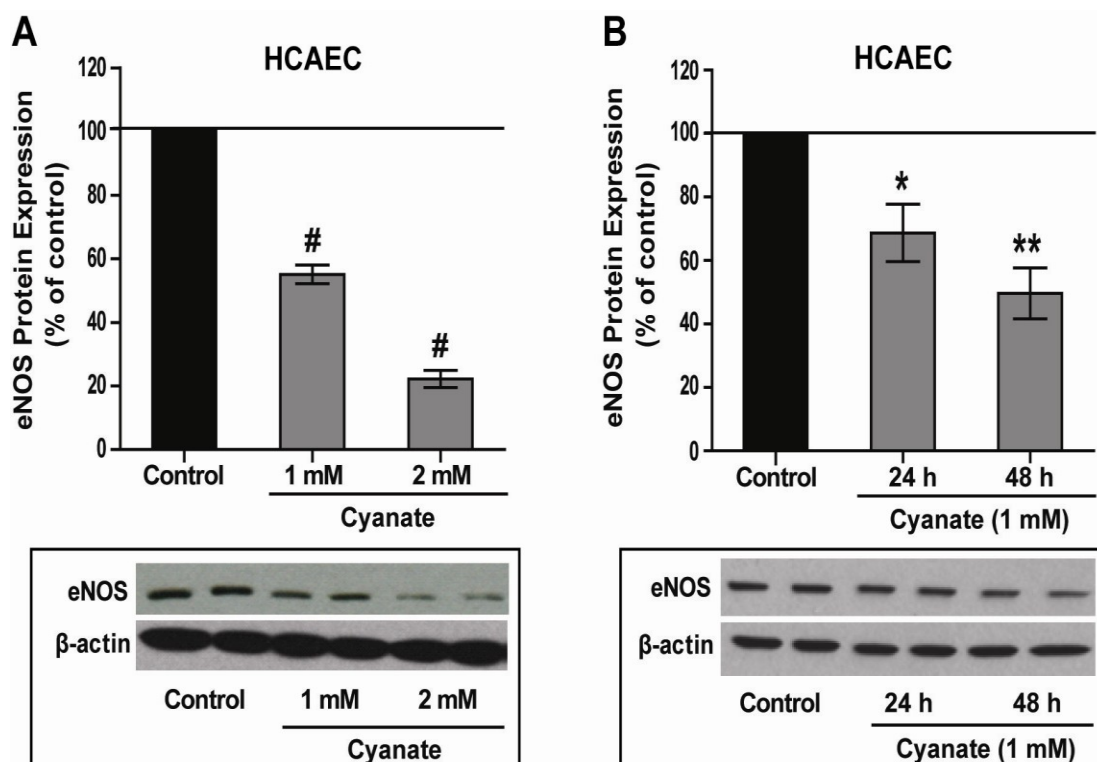 A
HCAEC
eNOS Protein Expression
(% of control)
120
100
80
60
40
20
0
#
#
Control
1 mM
2 mM
Cyanate
eNOS
β-actin
Control
1 mM
2 mM
Cyanate
B
HCAEC
eNOS Protein Expression
(% of control)
120
100
80
60
40
20
0
*
**
Control
24 h
48 h
Cyanate (1 mM)
eNOS
β-actin
Control
24 h
48 h
Cyanate (1 mM)